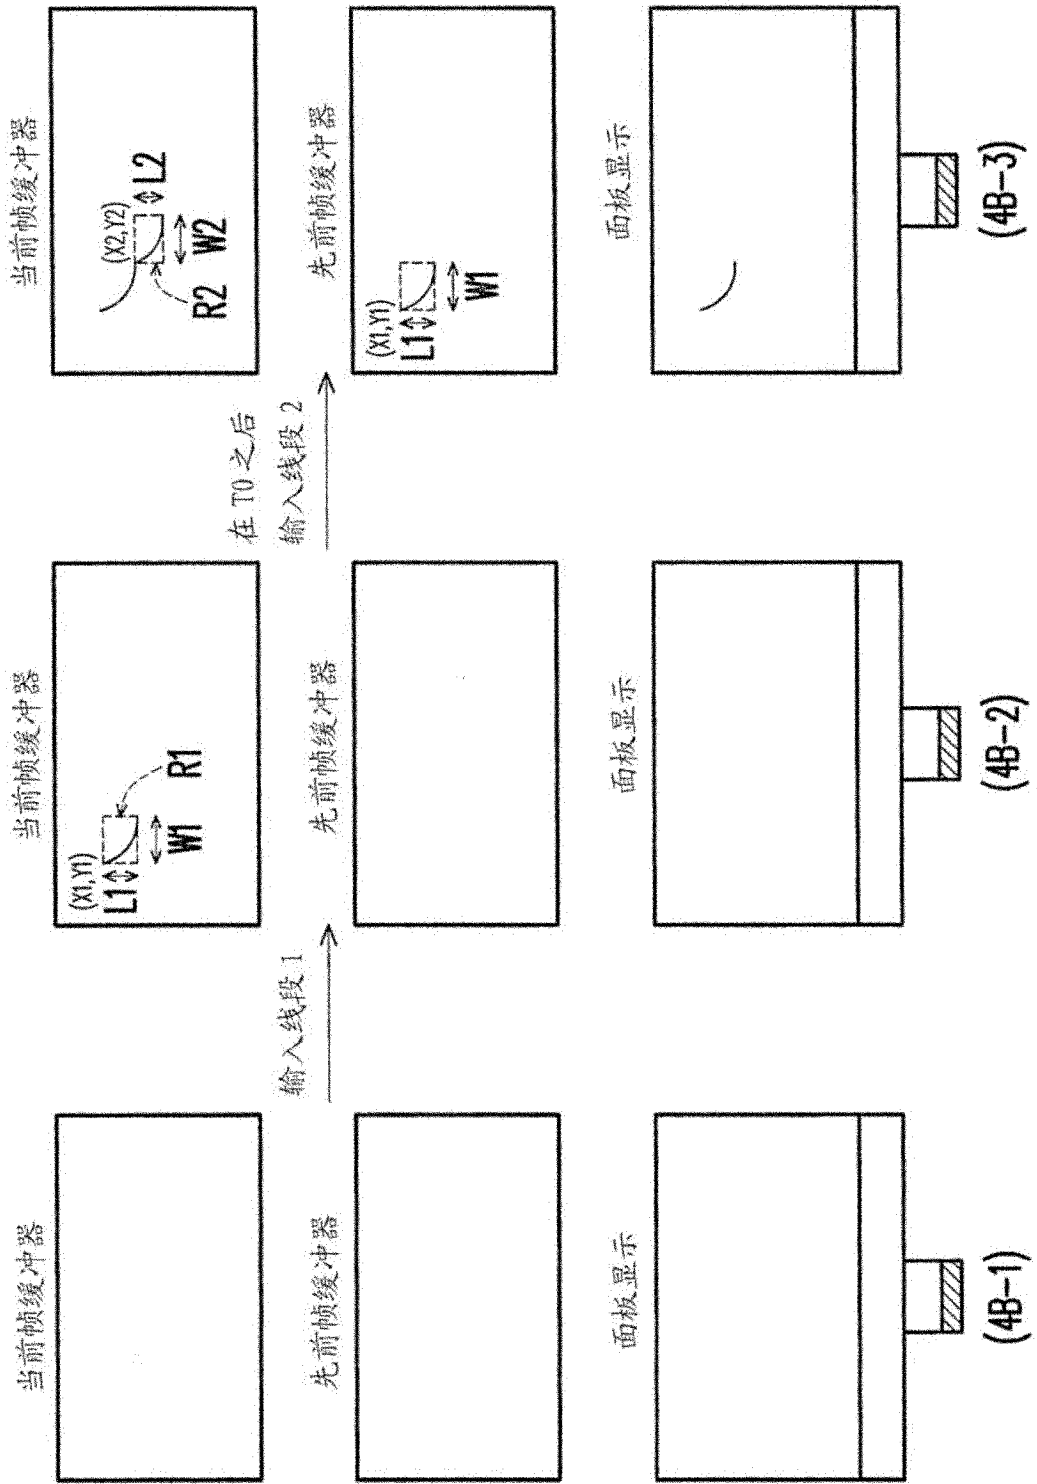 当前帧缓冲器
先前帧缓冲器
面板显示
(4B-1)
输入线段1
当前帧缓冲器
(X1,Y1)
L1
W1
R1
先前帧缓冲器
面板显示
(4B-2)
在 T0 之后
输入线段 2
当前帧缓冲器
(X2,Y2)
L2
W2
R2
先前帧缓冲器
(X1,Y1)
L1
W1
面板显示
(4B-3)